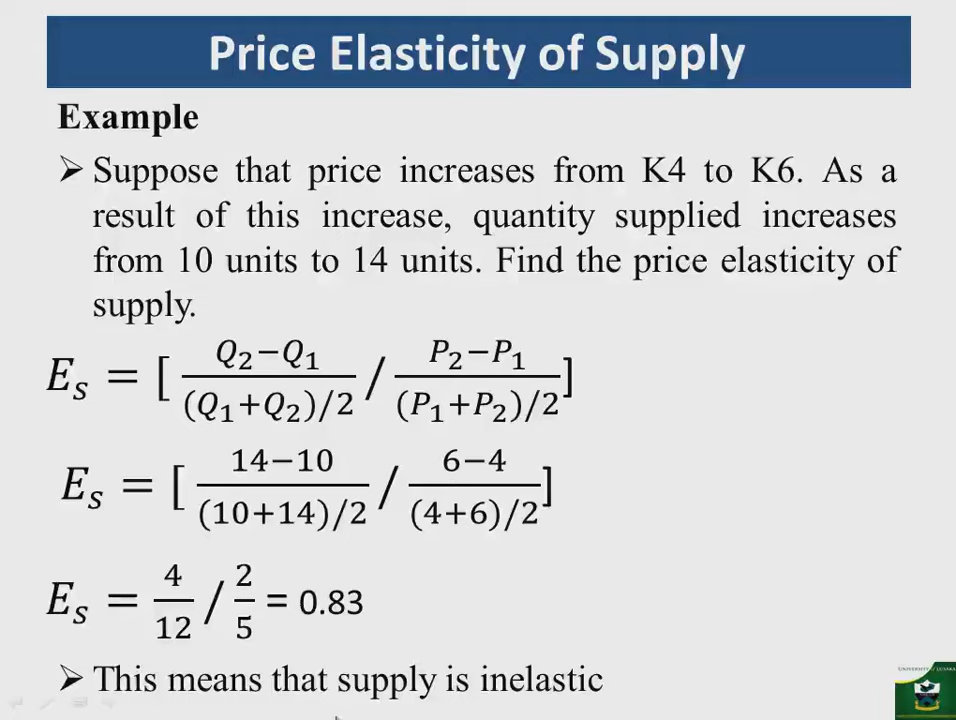 Price Elasticity of Supply
Example
➢ Suppose that price increases from K4 to K6. As a
result of this increase, quantity supplied increases
from 10 units to 14 units. Find the price elasticity of
supply.
E_s = [ (Q_2−Q_1)/((Q_1+Q_2)/2) / (P_2−P_1)/((P_1+P_2)/2) ]
E_s = [ (14−10)/((10+14)/2) / (6−4)/((4+6)/2) ]
E_s = 4/12 / 2/5 = 0.83
➢ This means that supply is inelastic